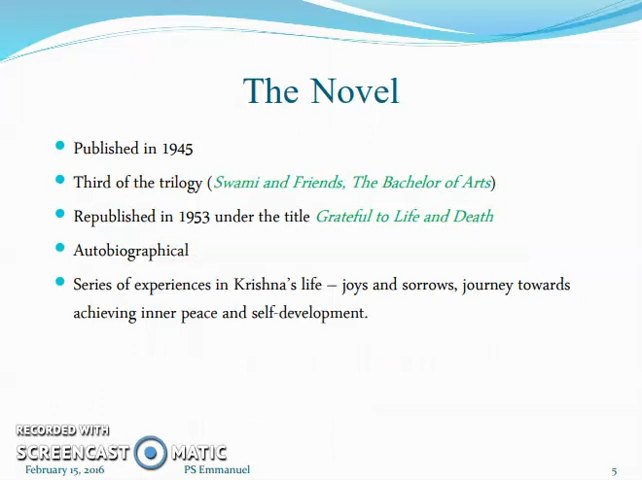 The Novel
Published in 1945
Third of the trilogy (Swami and Friends, The Bachelor of Arts)
Republished in 1953 under the title Grateful to Life and Death
Autobiographical
Series of experiences in Krishna's life – joys and sorrows, journey towards
achieving inner peace and self-development.
RECORDED WITH
SCREENCAST MATIC
February 15, 2016 PS Emmanuel 5